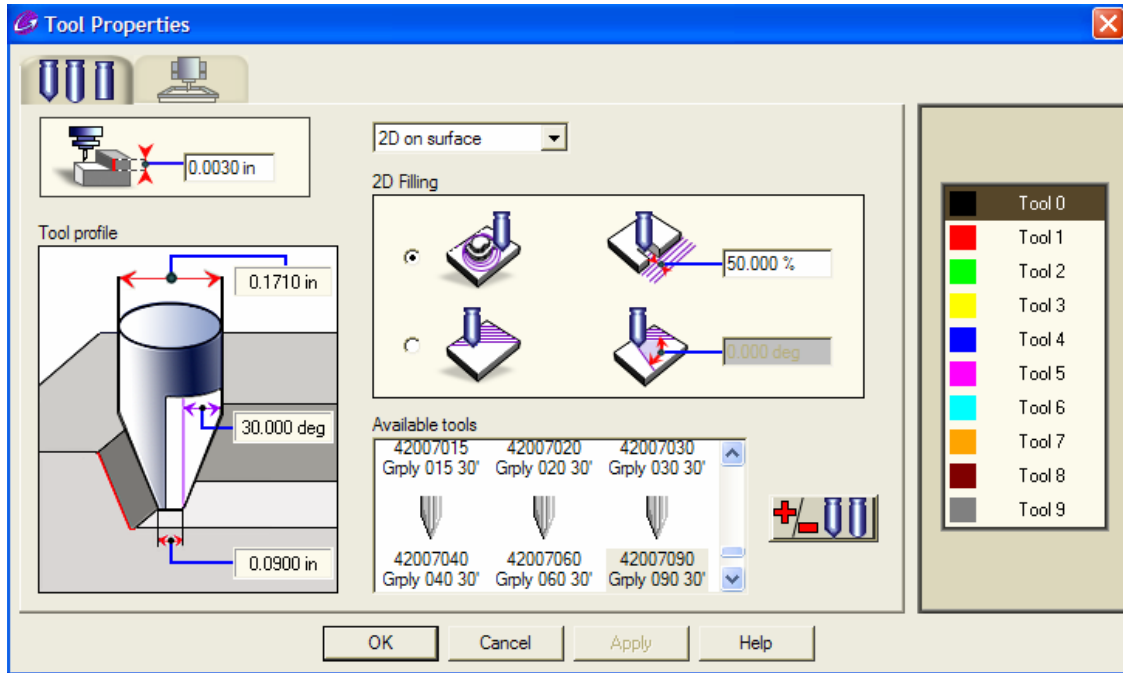 Tool Properties
0.0030 in
2D on surface
2D Filling
50.000 %
0.000 deg
Tool profile
0.1710 in
30.000 deg
0.0900 in
Available tools
42007015 42007020 42007030
Grply 015 30' Grply 020 30' Grply 030 30'
42007040 42007060 42007090
Grply 040 30' Grply 060 30' Grply 090 30'
Tool 0
Tool 1
Tool 2
Tool 3
Tool 4
Tool 5
Tool 6
Tool 7
Tool 8
Tool 9
OK Cancel Apply Help